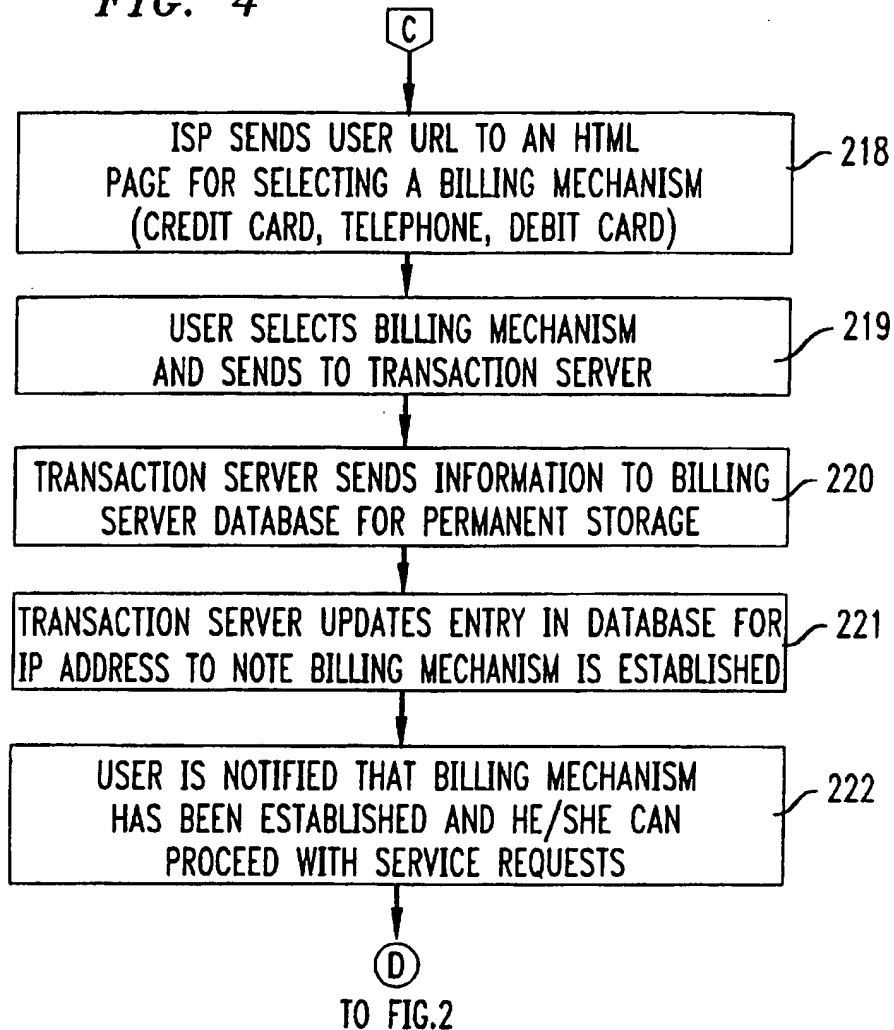 FIG. 4
C
ISP SENDS USER URL TO AN HTML
PAGE FOR SELECTING A BILLING MECHANISM
(CREDIT CARD, TELEPHONE, DEBIT CARD)
218
USER SELECTS BILLING MECHANISM
AND SENDS TO TRANSACTION SERVER
219
TRANSACTION SERVER SENDS INFORMATION TO BILLING
SERVER DATABASE FOR PERMANENT STORAGE
220
TRANSACTION SERVER UPDATES ENTRY IN DATABASE FOR
IP ADDRESS TO NOTE BILLING MECHANISM IS ESTABLISHED
221
USER IS NOTIFIED THAT BILLING MECHANISM
HAS BEEN ESTABLISHED AND HE/SHE CAN
PROCEED WITH SERVICE REQUESTS
222
D
TO FIG.2